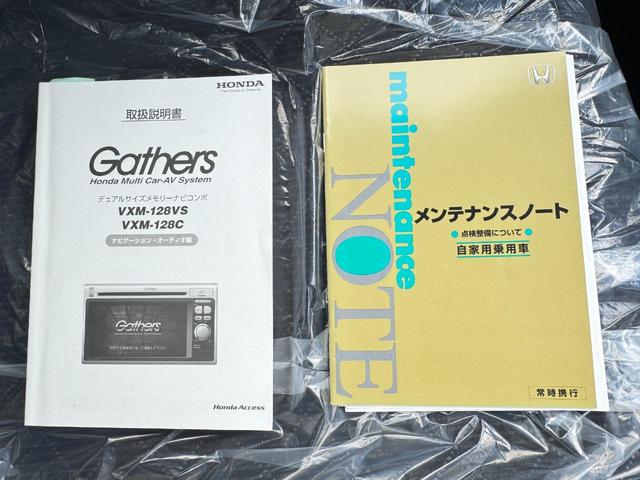 HONDA
The Power of Dreams
取扱説明書
Gathers
Honda Multi Car-AV System
デュアルサイズメモリーナビコンポ
VXM-128VS
VXM-128C
ナビゲーション・オーディオ編
Gathers
Honda Access
maintenance
NOTE
メンテナンスノート
点検整備について
自家用乗用車
常時携行